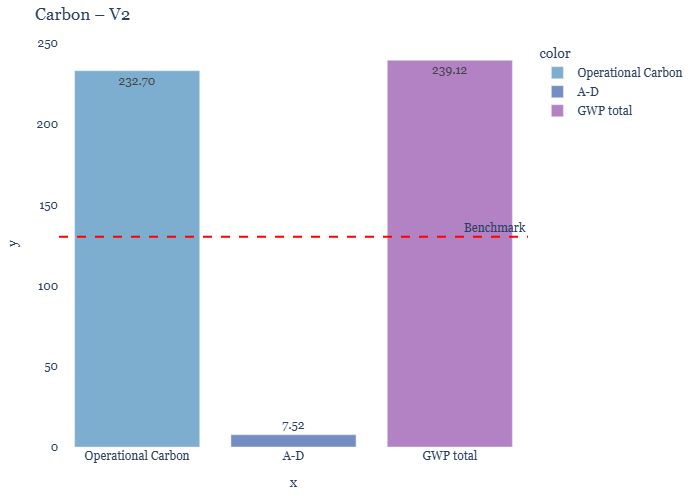 Carbon – V2
250
200
150
100
50
0
y
232.70
7.52
239.12
Benchmark
Operational Carbon
A-D
GWP total
x
color
Operational Carbon
A-D
GWP total